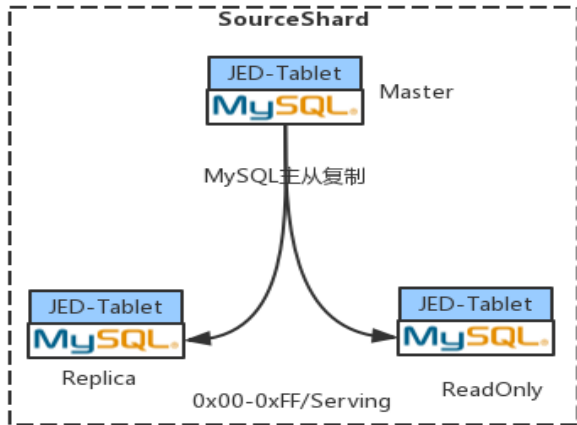 SourceShard
JED-Tablet
MySQL®
Master
MySQL主从复制
JED-Tablet
MySQL®
Replica
JED-Tablet
MySQL®
ReadOnly
0x00-0xFF/Serving